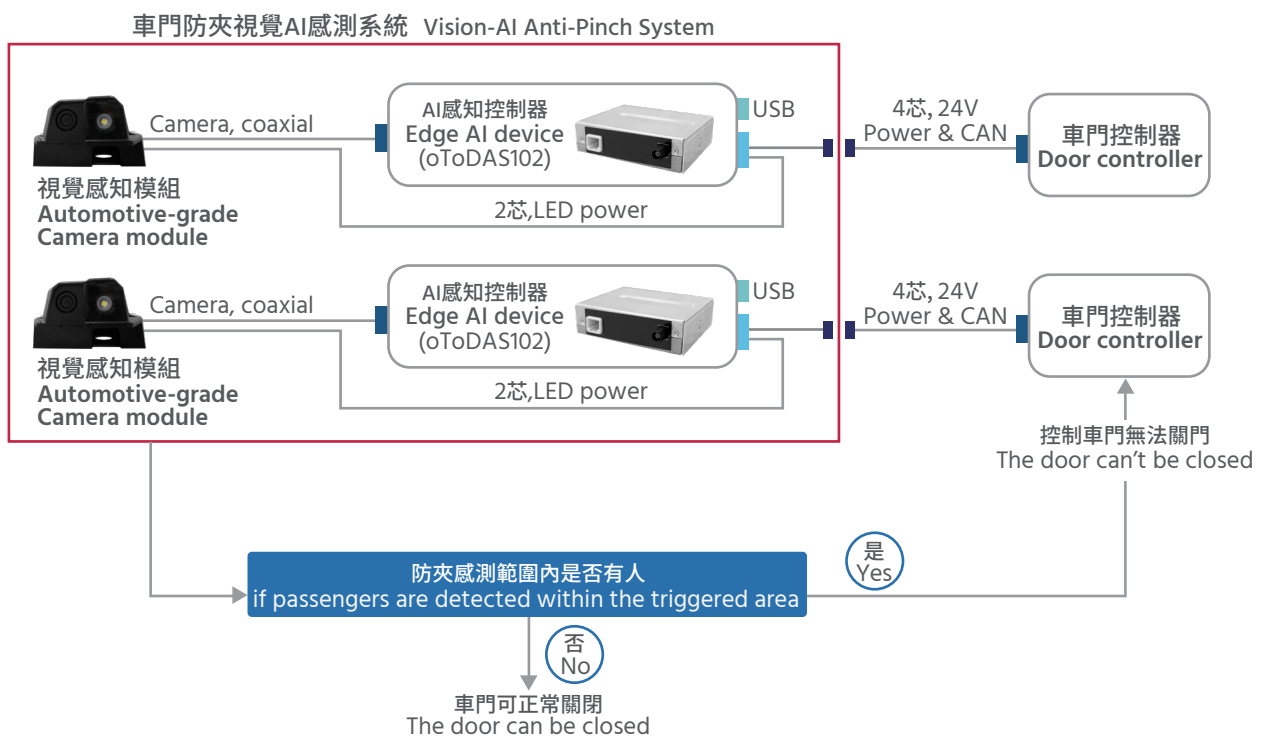 車門防夾視覺AI感測系統 Vision-AI Anti-Pinch System
Camera, coaxial
AI感知控制器
Edge AI device
(oToDAS102)
USB
4芯, 24V
Power & CAN
車門控制器
Door controller
視覺感知模組
Automotive-grade
Camera module
2芯,LED power
Camera, coaxial
AI感知控制器
Edge AI device
(oToDAS102)
USB
4芯, 24V
Power & CAN
車門控制器
Door controller
視覺感知模組
Automotive-grade
Camera module
2芯,LED power
控制車門無法關門
The door can't be closed
防夾感測範圍內是否有人
if passengers are detected within the triggered area
是
Yes
否
No
車門可正常關閉
The door can be closed